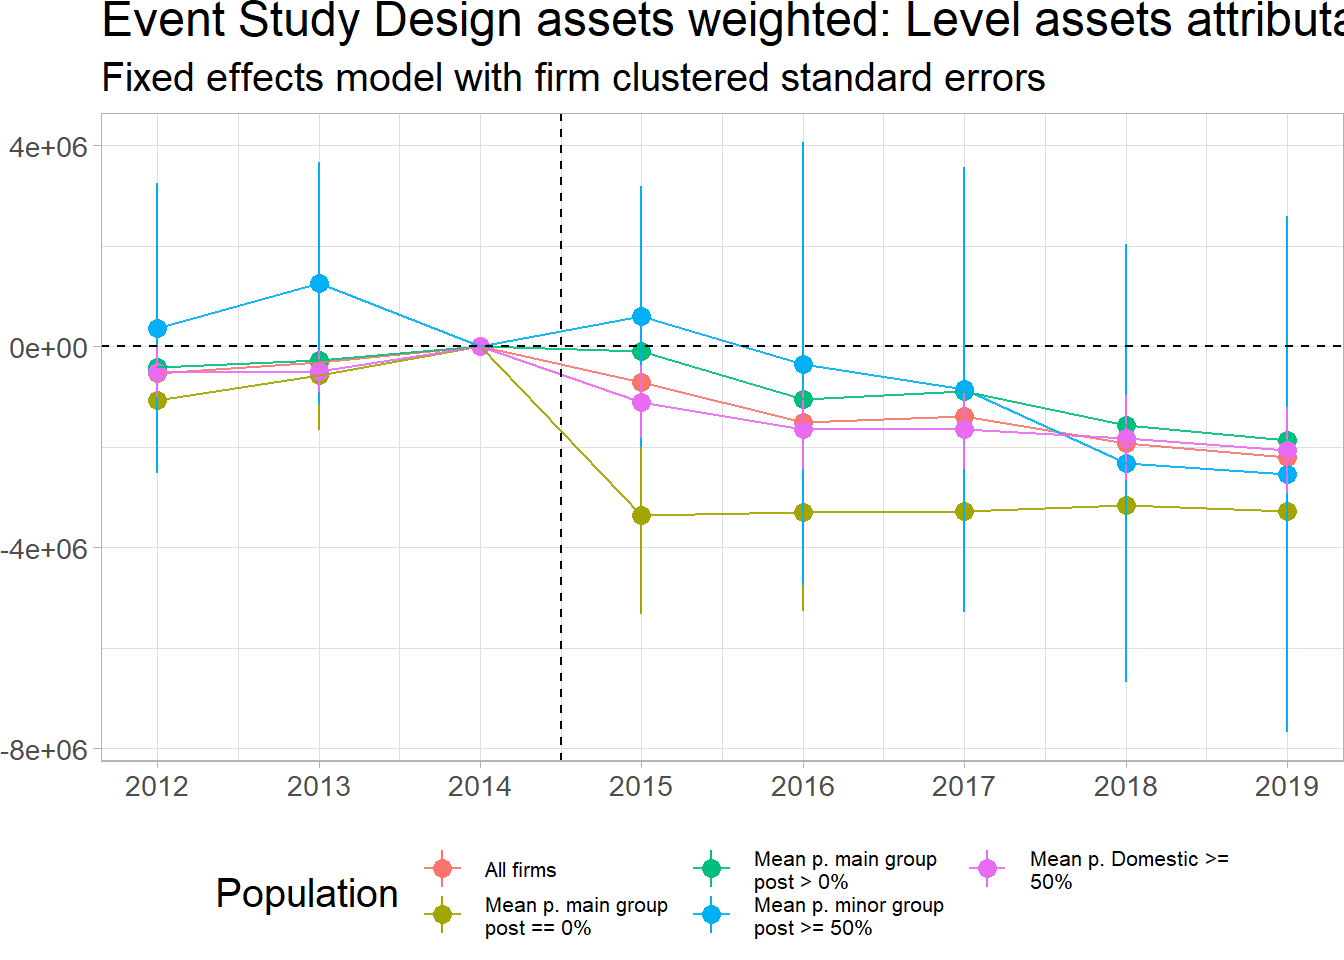 Event Study Design assets weighted: Level assets
Fixed effects model with firm clustered standard errors
4e+06
0e+00
-4e+06
-8e+06
2012 2013 2014 2015 2016 2017 2018 2019
Population
All firms
Mean p. main group
post == 0%
Mean p. main group
post > 0%
Mean p. minor group
post >= 50%
Mean p. Domestic >=
50%